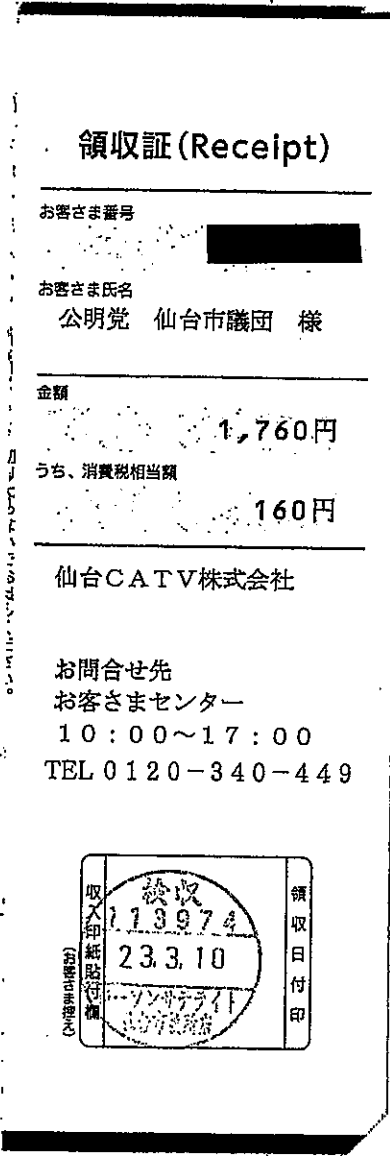 領収証(Receipt)
お客さま番号
お客さま氏名
公明党 仙台市議団 様
金額
1,760円
うち、消費税相当額
160円
仙台CATV株式会社
お問合せ先
お客さまセンター
10:00~17:00
TEL 0120-340-449
収入印紙貼付欄
(お客さま控え)
検収
113974
23.3.10
ーソンサテライト
領収日付印